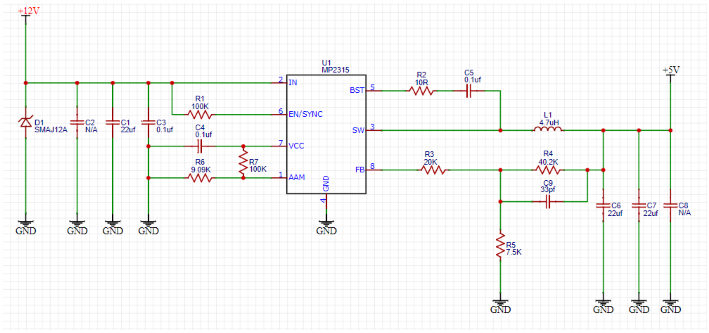 +12V
U1
MP2315
2
IN
R1
100K
6
EN/SYNC
C4
0.1uf
7
VCC
R6
9.09K
R7
100K
1
AAM
GND
4
GND
D1
SMAJ12A
C2
N/A
C1
22uf
C3
0.1uf
GND
GND
GND
GND
BST
5
R2
10R
C5
0.1uf
SW
3
L1
4.7uH
FB
8
R3
20K
R4
40.2K
C9
33pf
R5
7.5K
+5V
C6
22uf
C7
22uf
C8
N/A
GND
GND
GND
GND